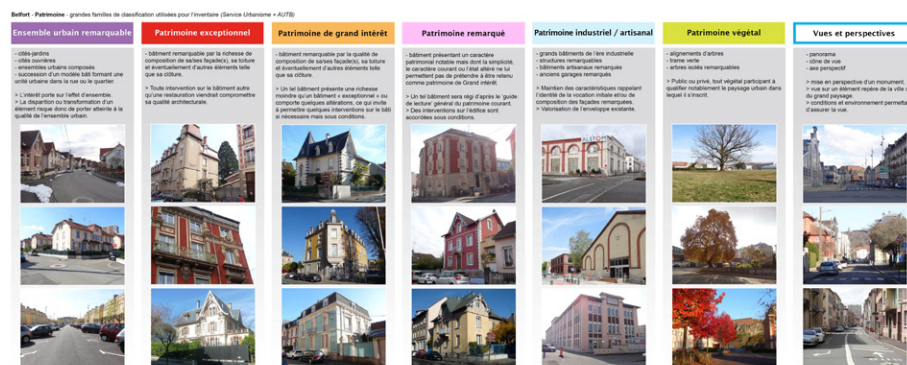 Belfort - Patrimoine - grandes familles de classification utilisées pour l'inventaire (Service Urbanisme + AUTB)
Ensemble urbain remarquable
- cités-jardins
- cités ouvrières
- ensembles urbains composés
- succession d'un modèle bâti formant une
unité urbaine dans la rue ou le quartier
> L'intérêt porte sur l'effet d'ensemble.
> La disparition ou transformation d'un
élément risque donc de porter atteinte à la
qualité de l'ensemble urbain.
Patrimoine exceptionnel
- bâtiment remarquable par la richesse de
composition de sa/ses façade(s), sa toiture
et éventuellement d'autres éléments telle
que sa clôture.
> Toute intervention sur le bâtiment autre
qu'une restauration viendrait compromettre
sa qualité architecturale.
Patrimoine de grand intérêt
- bâtiment remarquable par la qualité de
composition de sa/ses façade(s), sa toiture
et éventuellement d'autres éléments telle
que sa clôture.
> Un tel bâtiment présente une richesse
moindre qu'un bâtiment « exceptionnel » ou
comporte quelques altérations, ce qui invite
à permettre quelques interventions sur le bâti
si nécessaire mais sous conditions.
Patrimoine remarqué
- bâtiment présentant un caractère
patrimonial notable mais dont la simplicité,
le caractère courant ou l'état altéré ne lui
permettent pas de prétendre à être retenu
comme patrimoine de Grand intérêt.
> Un tel bâtiment sera régi d'après le 'guide
de lecture' général du patrimoine courant.
> Des interventions sur l'édifice sont
accordées sous conditions.
Patrimoine industriel / artisanal
- grands bâtiments de l'ère industrielle
- structures remarquables
- bâtiments artisanaux remarqués
- anciens garages remarqués
> Maintien des caractéristiques rappelant
l'identité de la vocation initiale et/ou de
composition des façades remarquées.
> Valorisation de l'enveloppe existante.
ALSTOM
Patrimoine végétal
- alignements d'arbres
- trame verte
- arbres isolés remarquables
> Public ou privé, tout végétal participant à
qualifier notablement le paysage urbain dans
lequel il s'inscrit.
Vues et perspectives
- panorama
- cône de vue
- axe perspectif
> mise en perspective d'un monument.
> vue sur un élément repère de la ville
du grand paysage.
> conditions et environnement permetta
d'assurer la vue.